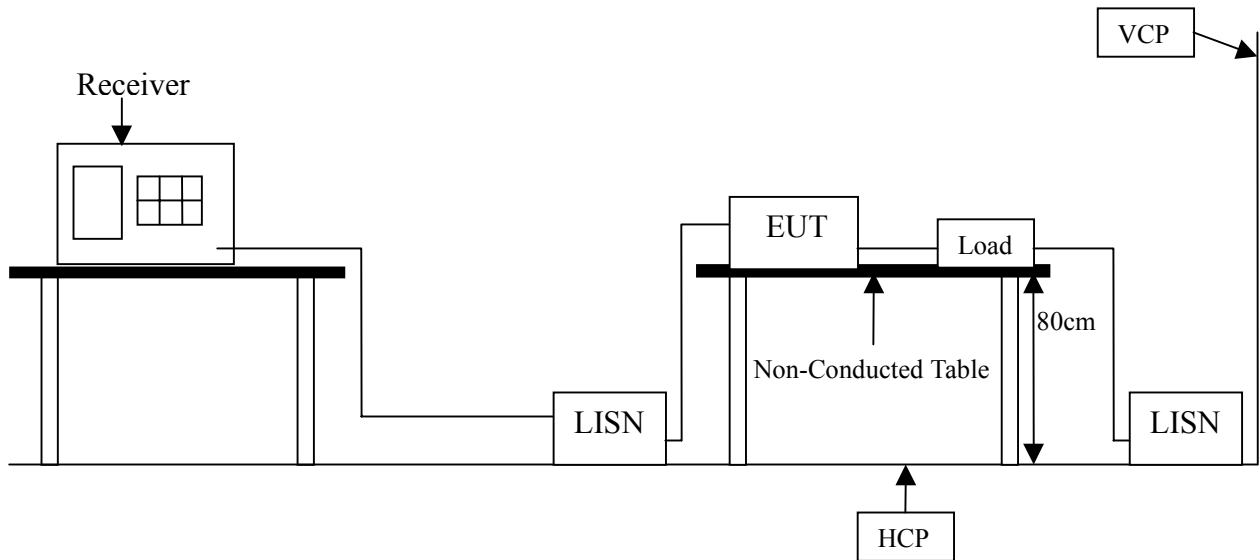 VCP
Receiver
EUT
Load
80cm
Non-Conducted Table
LISN
LISN
HCP